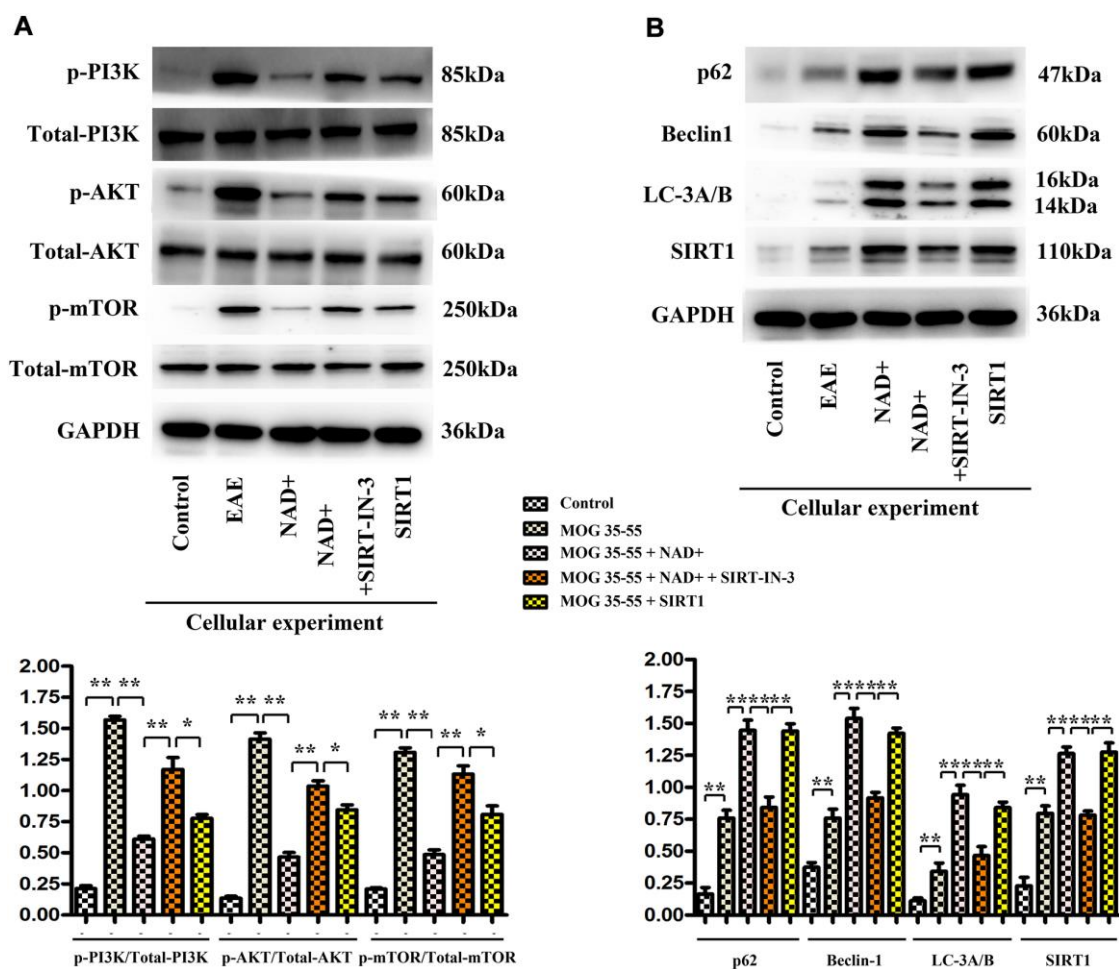 A
p-PI3K 85kDa
Total-PI3K 85kDa
p-AKT 60kDa
Total-AKT 60kDa
p-mTOR 250kDa
Total-mTOR 250kDa
GAPDH 36kDa
Control
EAE
NAD+
NAD+
+SIRT-IN-3
SIRT1
Cellular experiment
B
p62 47kDa
Beclin1 60kDa
LC-3A/B 16kDa
14kDa
SIRT1 110kDa
GAPDH 36kDa
Control
EAE
NAD+
NAD+
+SIRT-IN-3
SIRT1
Cellular experiment
Control
MOG 35-55
MOG 35-55 + NAD+
MOG 35-55 + NAD+ + SIRT-IN-3
MOG 35-55 + SIRT1
2.00
1.75
1.50
1.25
1.00
0.75
0.50
0.25
0.00
** ** ** *
** ** ** *
** ** ** *
p-PI3K/Total-PI3K p-AKT/Total-AKT p-mTOR/Total-mTOR
2.00
1.75
1.50
1.25
1.00
0.75
0.50
0.25
0.00
** ** ** **
** ** ** **
** ** ** **
** ** ** **
p62 Beclin-1 LC-3A/B SIRT1